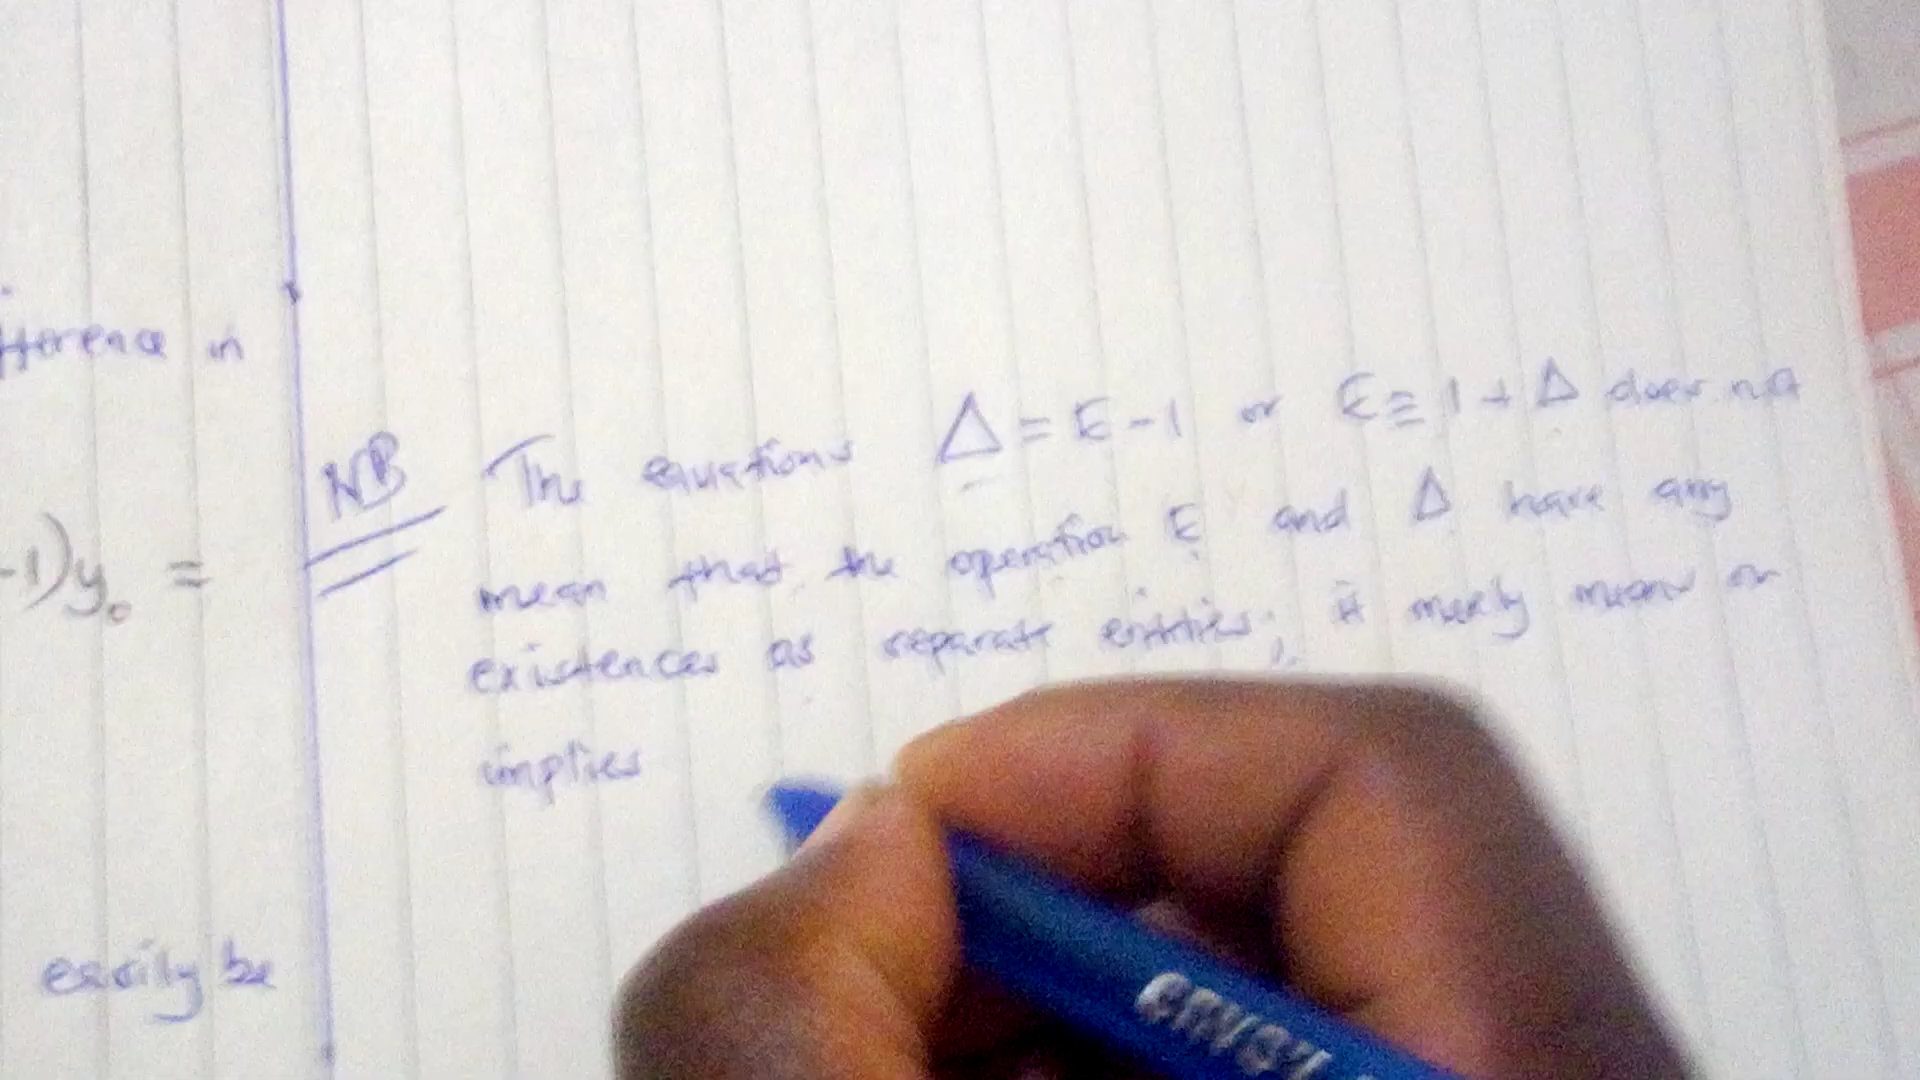 fference in
-1)y₀ =
easily be
NB The equations Δ = E - 1 or E ≡ 1 + Δ does not
mean that the operation E and Δ have any
existences as separate entities; it merly means or
implies